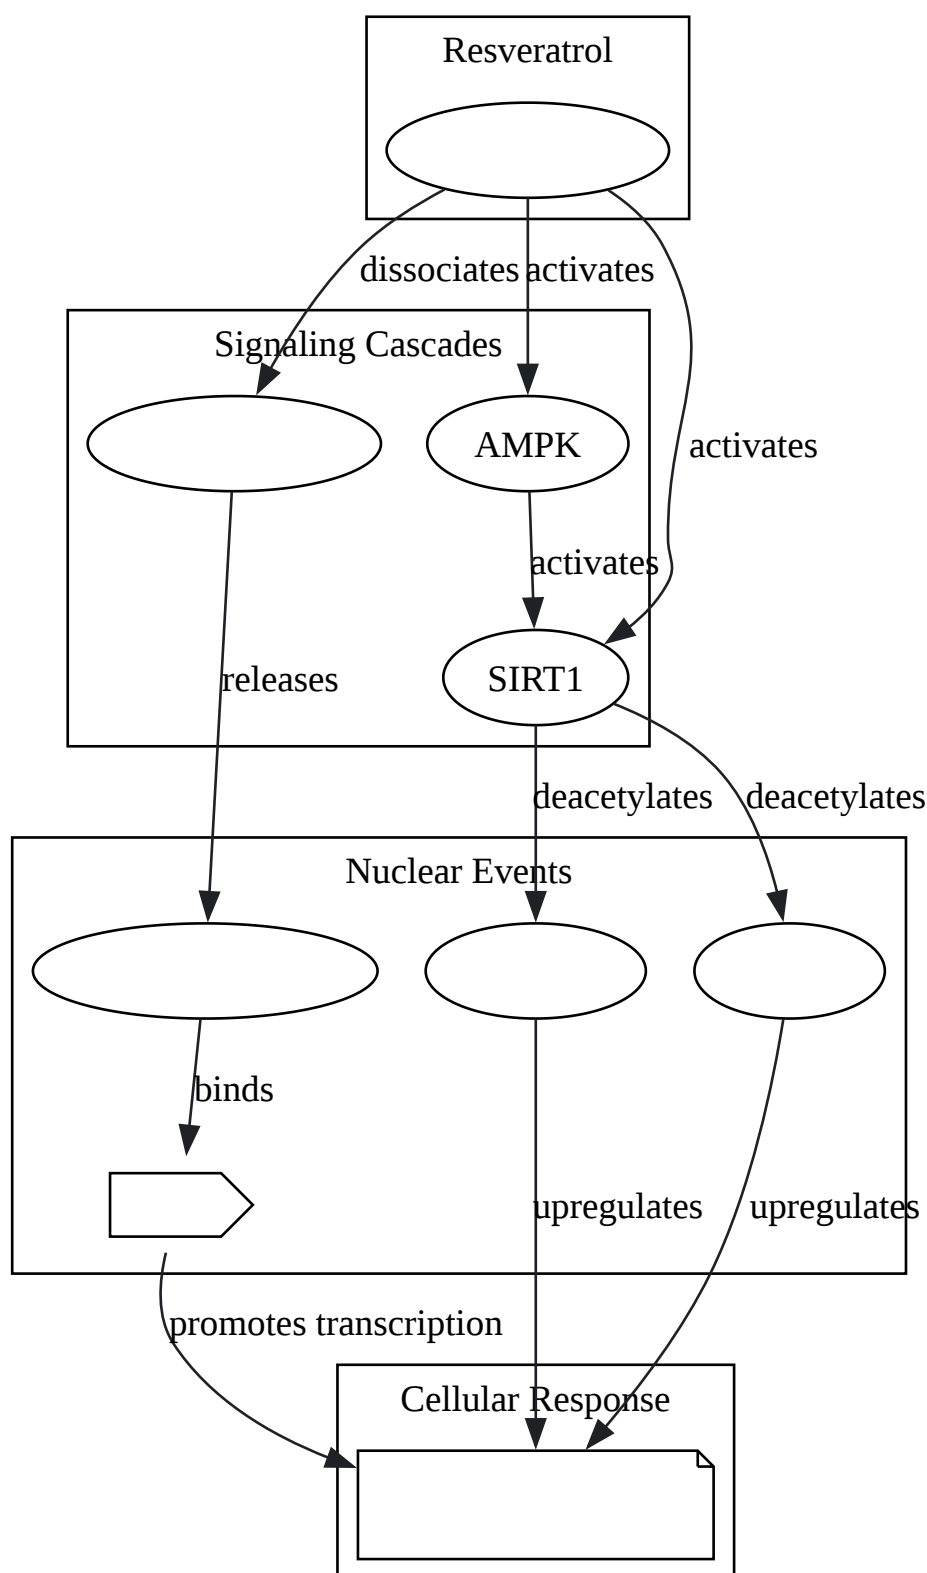 Resveratrol
dissociates
activates
Signaling Cascades
AMPK
activates
activates
SIRT1
releases
deacetylates
deacetylates
Nuclear Events
binds
upregulates
upregulates
promotes transcription
Cellular Response